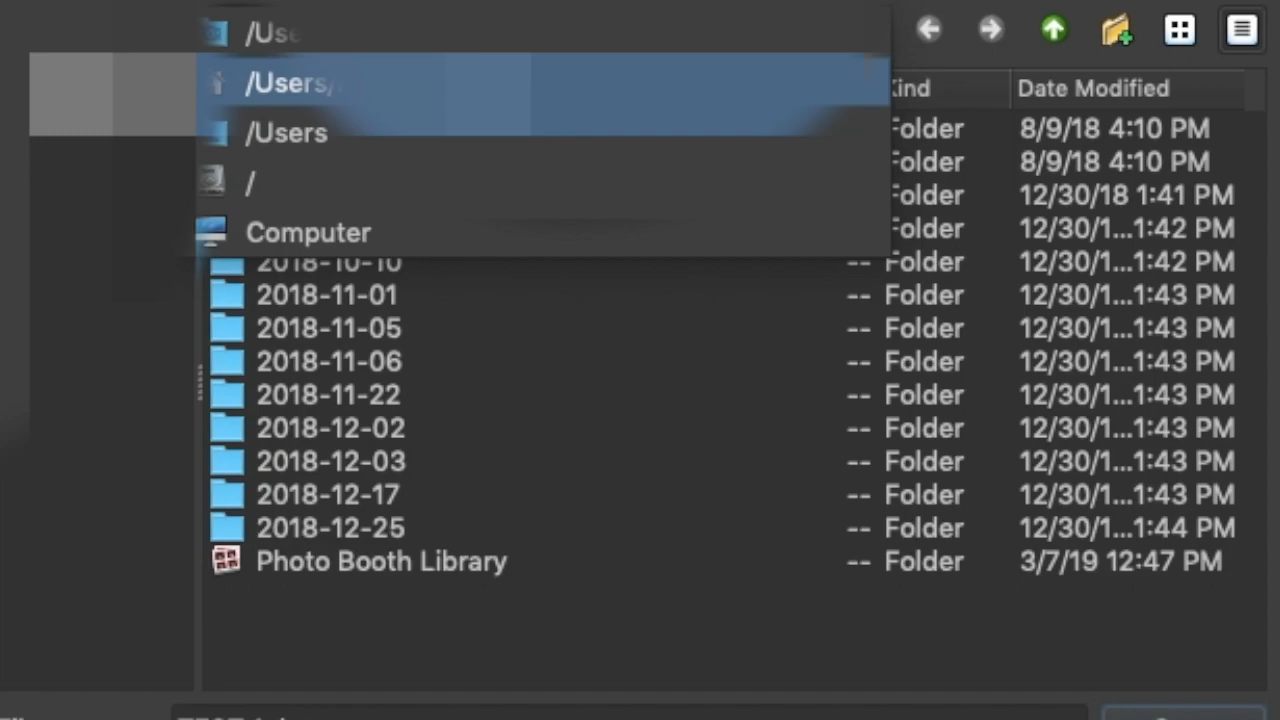 /Use
/Users/
/Users
/
Computer
Kind Date Modified
Folder 8/9/18 4:10 PM
Folder 8/9/18 4:10 PM
Folder 12/30/18 1:41 PM
Folder 12/30/1...1:42 PM
2018-10-10 -- Folder 12/30/1...1:42 PM
2018-11-01 -- Folder 12/30/1...1:43 PM
2018-11-05 -- Folder 12/30/1...1:43 PM
2018-11-06 -- Folder 12/30/1...1:43 PM
2018-11-22 -- Folder 12/30/1...1:43 PM
2018-12-02 -- Folder 12/30/1...1:43 PM
2018-12-03 -- Folder 12/30/1...1:43 PM
2018-12-17 -- Folder 12/30/1...1:43 PM
2018-12-25 -- Folder 12/30/1...1:44 PM
Photo Booth Library -- Folder 3/7/19 12:47 PM